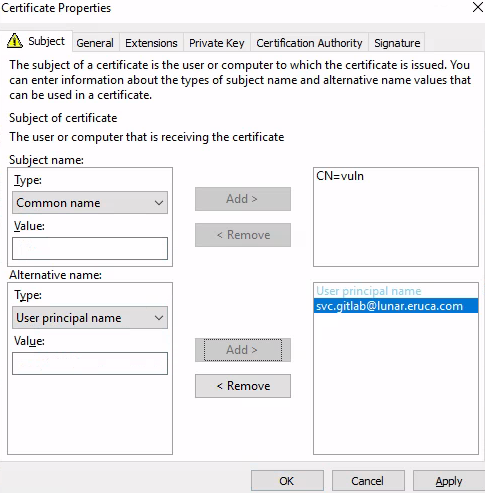 Certificate Properties
Subject
General
Extensions
Private Key
Certification Authority
Signature
The subject of a certificate is the user or computer to which the certificate is issued. You
can enter information about the types of subject name and alternative name values that
can be used in a certificate.
Subject of certificate
The user or computer that is receiving the certificate
Subject name:
Type:
Common name
Value:
Add >
< Remove
CN=vuln
Alternative name:
Type:
User principal name
Value:
Add >
< Remove
User principal name
svc.gitlab@lunar.eruca.com
OK
Cancel
Apply